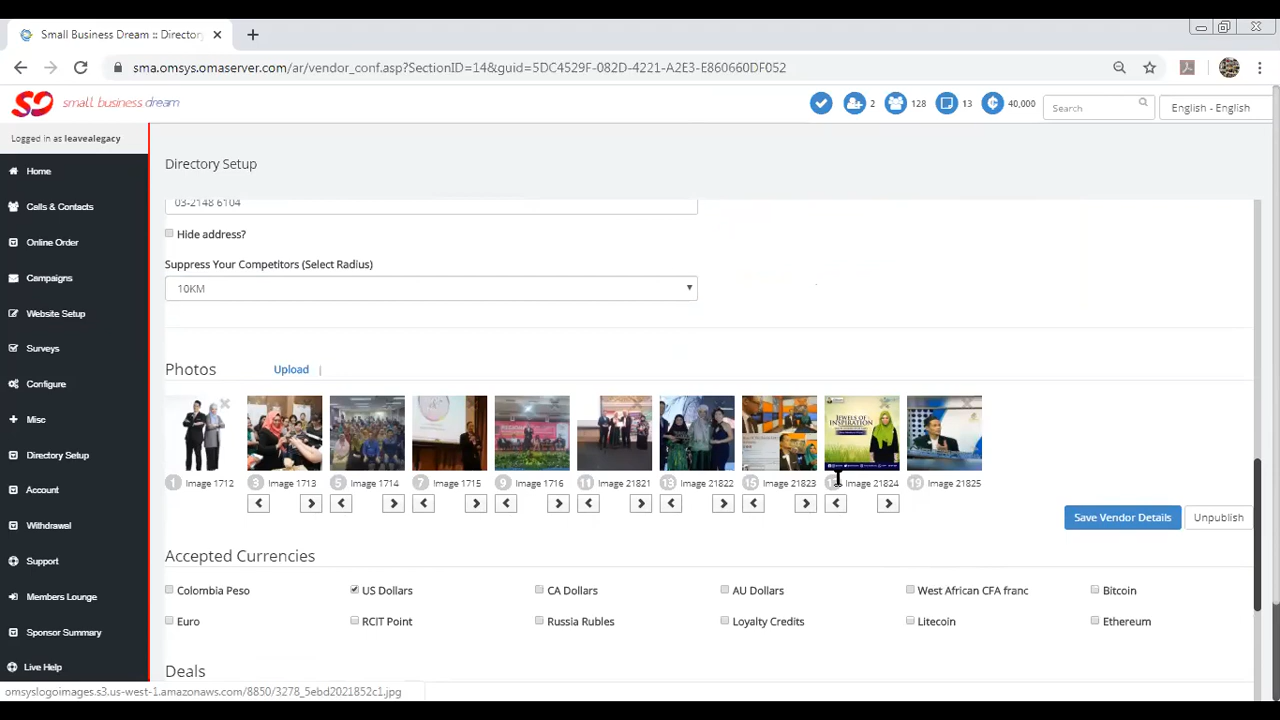 Small Business Dream :: Directory
sma.omsys.omaserver.com/ar/vendor_conf.asp?SectionID=14&guid=5DC4529F-082D-4221-A2E3-E860660DF052
small business dream
2 128 13 40,000 Search English - English
Logged in as leavealegacy
Home
Calls & Contacts
Online Order
Campaigns
Website Setup
Surveys
Configure
Misc
Directory Setup
Account
Withdrawal
Support
Members Lounge
Sponsor Summary
Live Help
Directory Setup
03-2148 6104
Hide address?
Suppress Your Competitors (Select Radius)
10KM
Photos Upload |
JEWELS OF
INSPIRATION
1 Image 1712 3 Image 1713 5 Image 1714 7 Image 1715 9 Image 1716 11 Image 21821 13 Image 21822 15 Image 21823 Image 21824 19 Image 21825
Save Vendor Details Unpublish
Accepted Currencies
Colombia Peso US Dollars CA Dollars AU Dollars West African CFA franc Bitcoin
Euro RCIT Point Russia Rubles Loyalty Credits Litecoin Ethereum
Deals
omsyslogoimages.s3.us-west-1.amazonaws.com/8850/3278_5ebd2021852c1.jpg